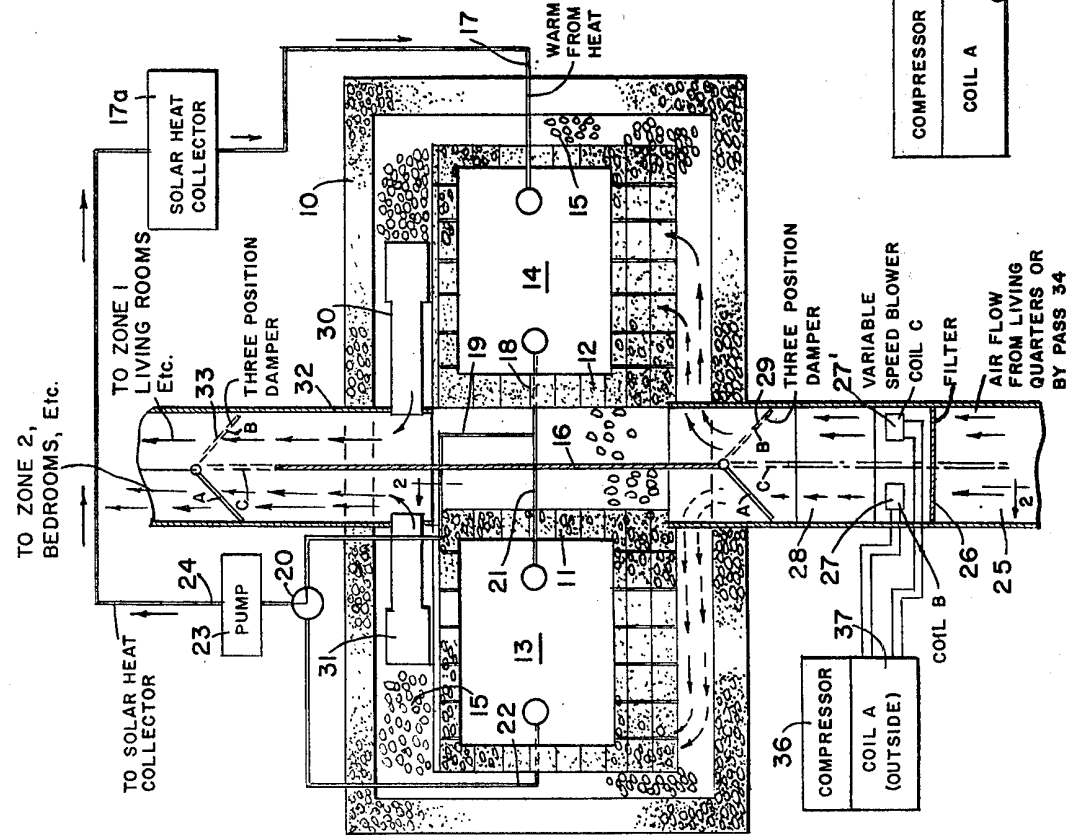 TO ZONE 2,
BEDROOMS, Etc.
TO SOLAR HEAT
COLLECTOR
24
23
PUMP
20
TO ZONE 1
LIVING ROOMS
Etc.
33
THREE POSITION
DAMPER
32
A
B
C
2
17a
SOLAR HEAT
COLLECTOR
17
WARM
FROM
HEAT
10
30
31
15
15
19
18
12
14
13
11
21
22
16
29
THREE POSITION
DAMPER
A
B
C
28
27
27'
VARIABLE
SPEED BLOWER
COIL C
FILTER
26
25
2
AIR FLOW
FROM LIVING
QUARTERS OR
BY PASS 34
COIL B
36
37
COMPRESSOR
COIL A
(OUTSIDE)
COMPRESSOR
COIL A